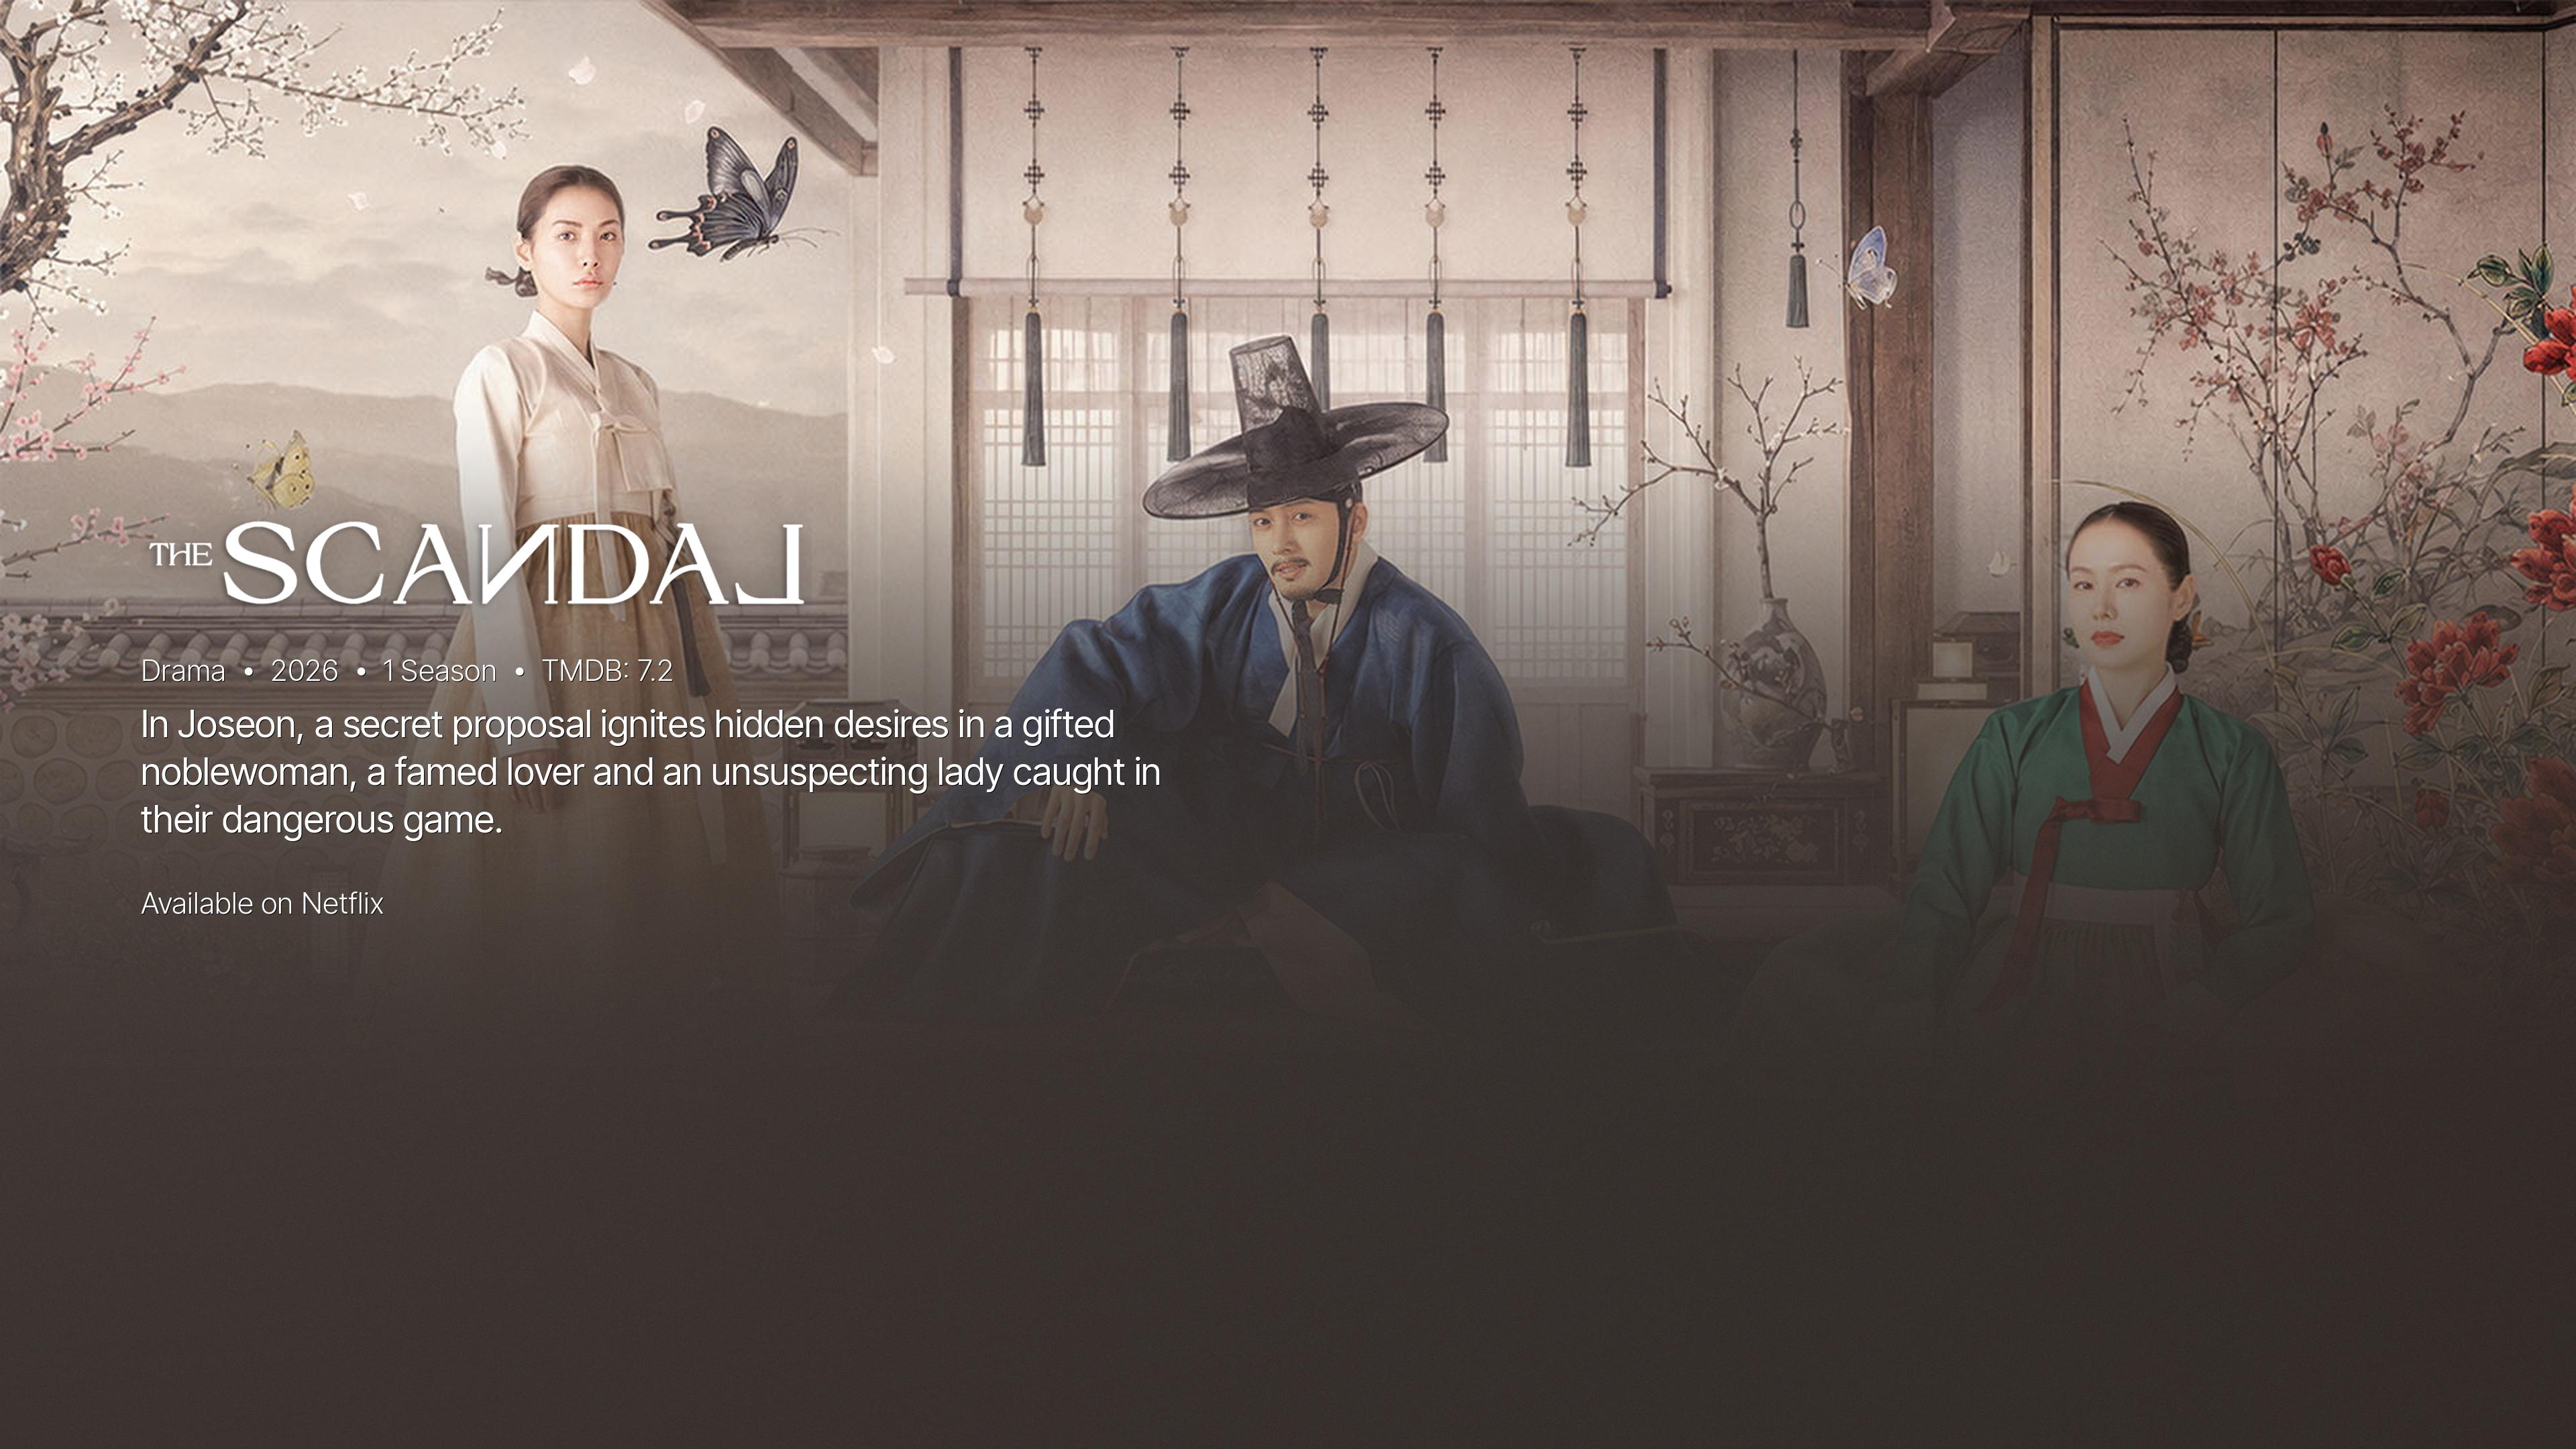 THE SCANDAL
Drama • 2026 • 1 Season • TMDB: 7.2
In Joseon, a secret proposal ignites hidden desires in a gifted
noblewoman, a famed lover and an unsuspecting lady caught in
their dangerous game.
Available on Netflix